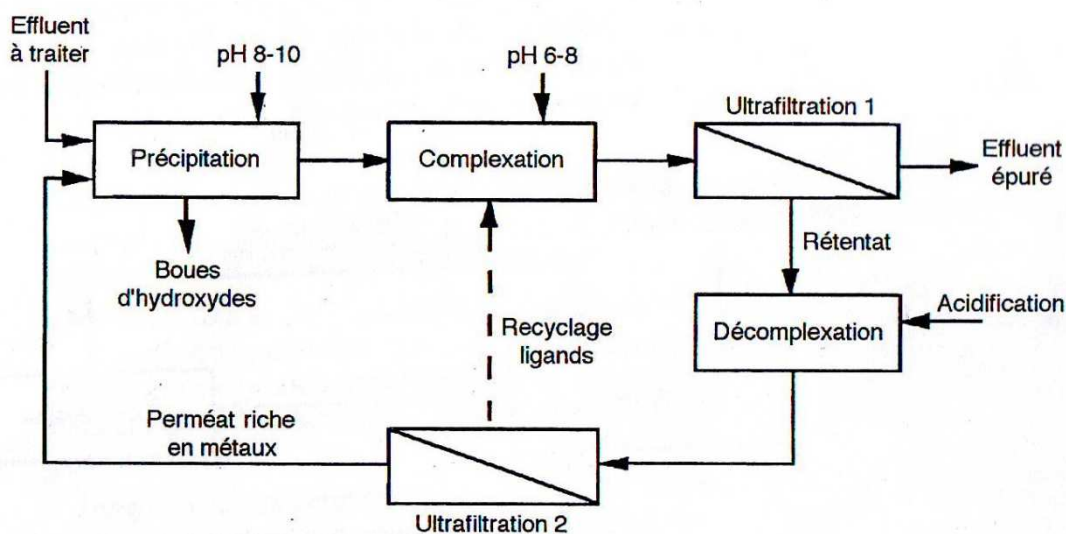 Effluent
à traiter
pH 8-10
pH 6-8
Ultrafiltration 1
Précipitation
Complexation
Effluent
épuré
Rétentat
Boues
d'hydroxydes
Recyclage
ligands
Acidification
Décomplexation
Perméat riche
en métaux
Ultrafiltration 2